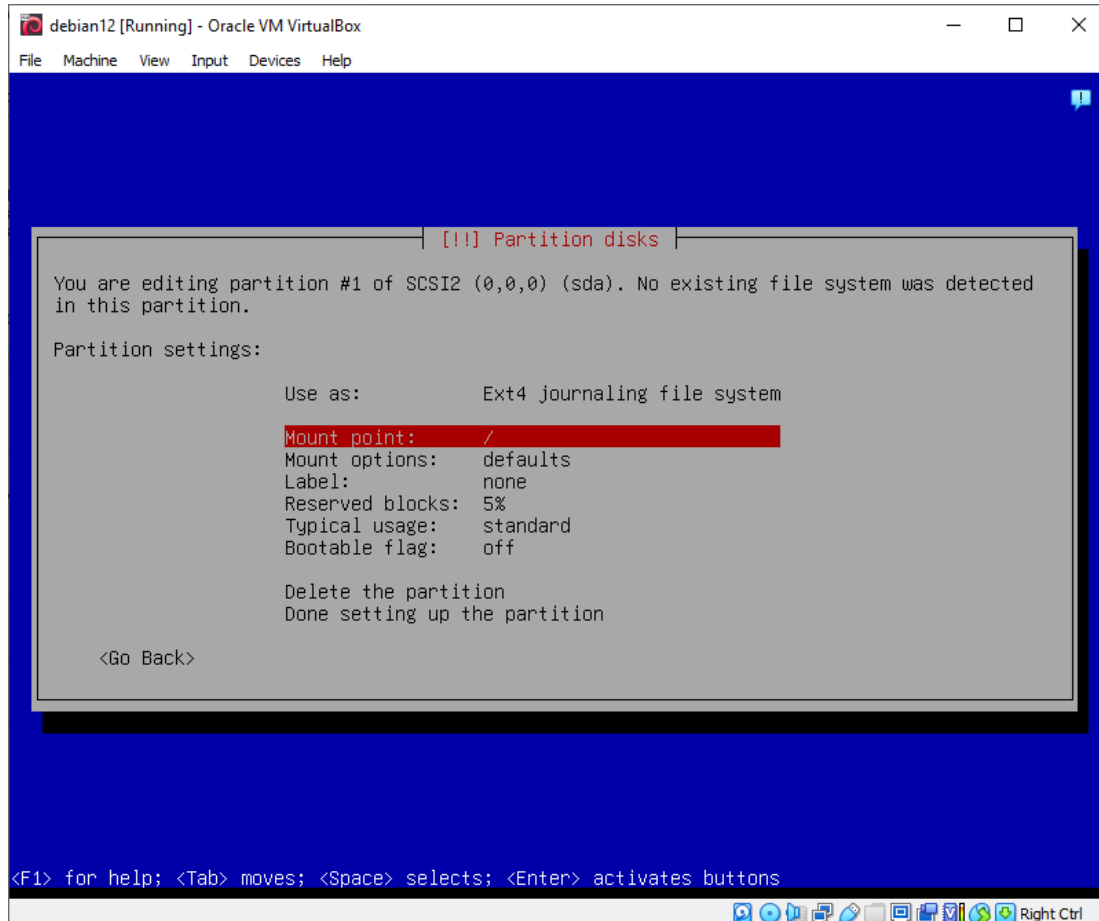 debian12 [Running] - Oracle VM VirtualBox
File Machine View Input Devices Help
[!!] Partition disks
You are editing partition #1 of SCSI2 (0,0,0) (sda). No existing file system was detected
in this partition.
Partition settings:
Use as: Ext4 journaling file system
Mount point: /
Mount options: defaults
Label: none
Reserved blocks: 5%
Typical usage: standard
Bootable flag: off
Delete the partition
Done setting up the partition
<Go Back>
<F1> for help; <Tab> moves; <Space> selects; <Enter> activates buttons
Right Ctrl